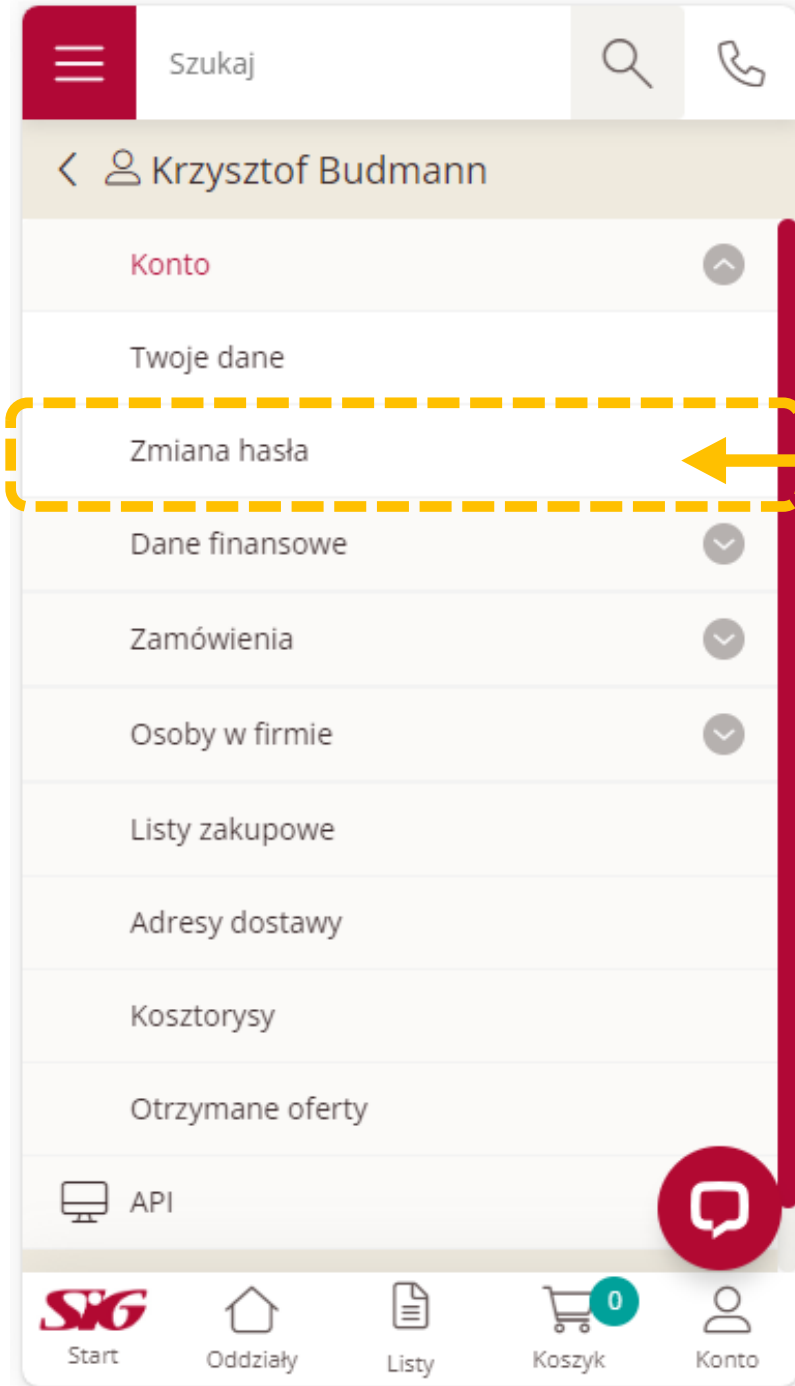 Szukaj
Krzysztof Budmann
Konto
Twoje dane
Zmiana hasła
Dane finansowe
Zamówienia
Osoby w firmie
Listy zakupowe
Adresy dostawy
Kosztorysy
Otrzymane oferty
API
SIG
0
Start Oddziały Listy Koszyk Konto